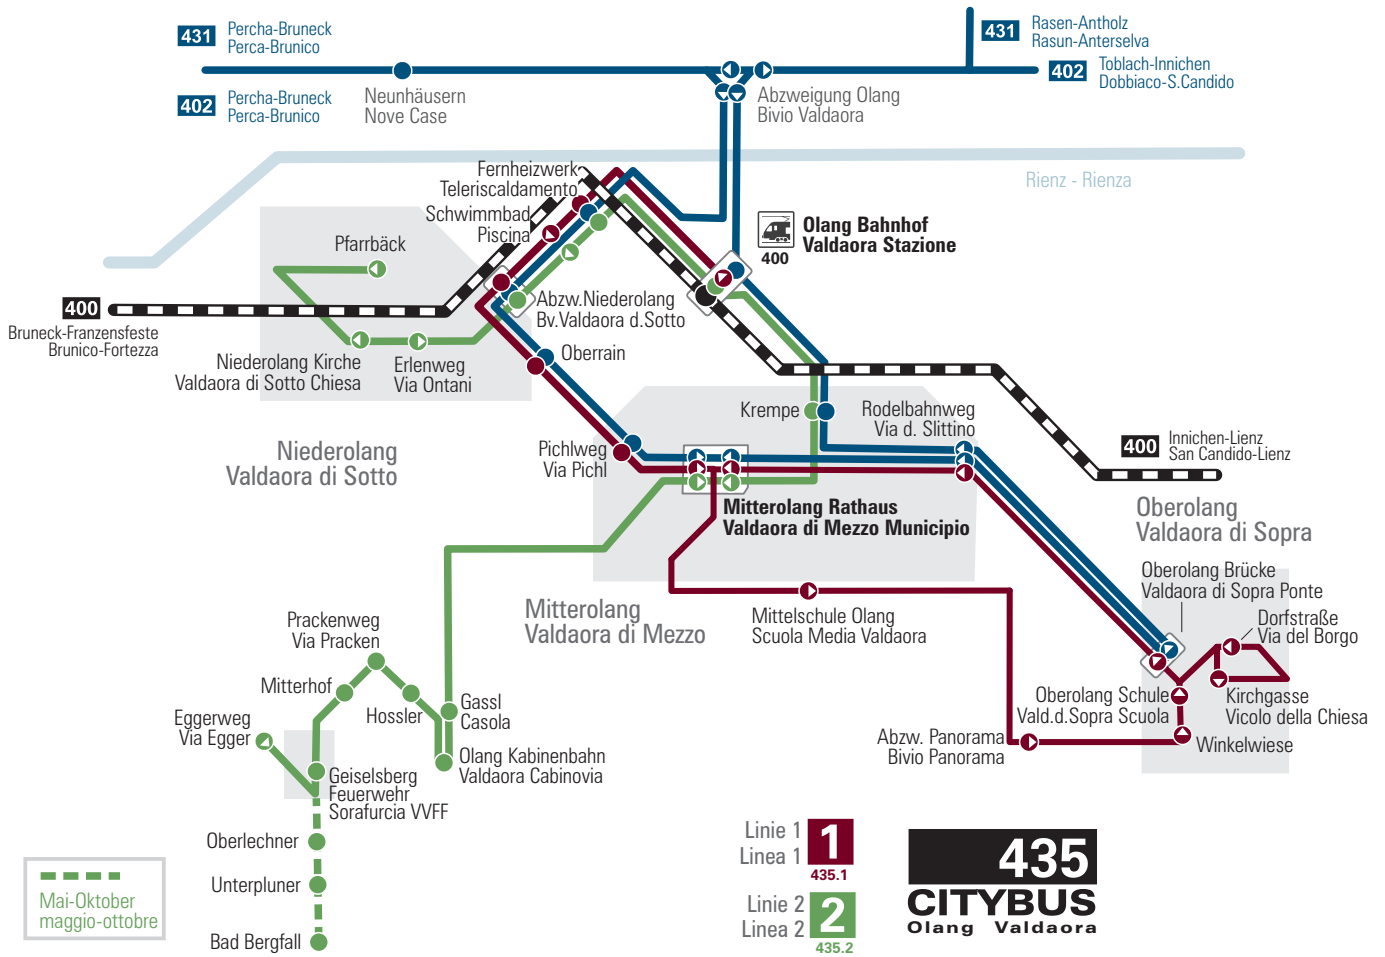 431
Percha-Bruneck
Perca-Brunico
402
Percha-Bruneck
Perca-Brunico
Neunhäusern
Nove Case
Abzweigung Olang
Bivio Valdaora
431
Rasen-Antholz
Rasun-Anterselva
402
Toblach-Innichen
Dobbiaco-S.Candido
Rienz - Rienza
Fernheizwerk
Teleriscaldamento
Schwimmbad
Piscina
Olang Bahnhof
Valdaora Stazione
400
Pfarrbäck
400
Bruneck-Franzensfeste
Brunico-Fortezza
Abzw.Niederolang
Bv.Valdaora d.Sotto
Niederolang Kirche
Valdaora di Sotto Chiesa
Erlenweg
Via Ontani
Oberrain
Niederolang
Valdaora di Sotto
Pichlweg
Via Pichl
Krempe
Rodelbahnweg
Via d. Slittino
400
Innichen-Lienz
San Candido-Lienz
Mitterolang Rathaus
Valdaora di Mezzo Municipio
Oberolang
Valdaora di Sopra
Oberolang Brücke
Valdaora di Sopra Ponte
Dorfstraße
Via del Borgo
Mitterolang
Valdaora di Mezzo
Mittelschule Olang
Scuola Media Valdaora
Prackenweg
Via Pracken
Mitterhof
Hossler
Gassl
Casola
Eggerweg
Via Egger
Olang Kabinenbahn
Valdaora Cabinovia
Oberolang Schule
Vald.d.Sopra Scuola
Kirchgasse
Vicolo della Chiesa
Abzw. Panorama
Bivio Panorama
Winkelwiese
Geiselsberg
Feuerwehr
Sorafurcia VVFF
Oberlechner
Unterpluner
Bad Bergfall
Mai-Oktober
maggio-ottobre
Linie 1
Linea 1
1
435.1
Linie 2
Linea 2
2
435.2
435
CITYBUS
Olang Valdaora